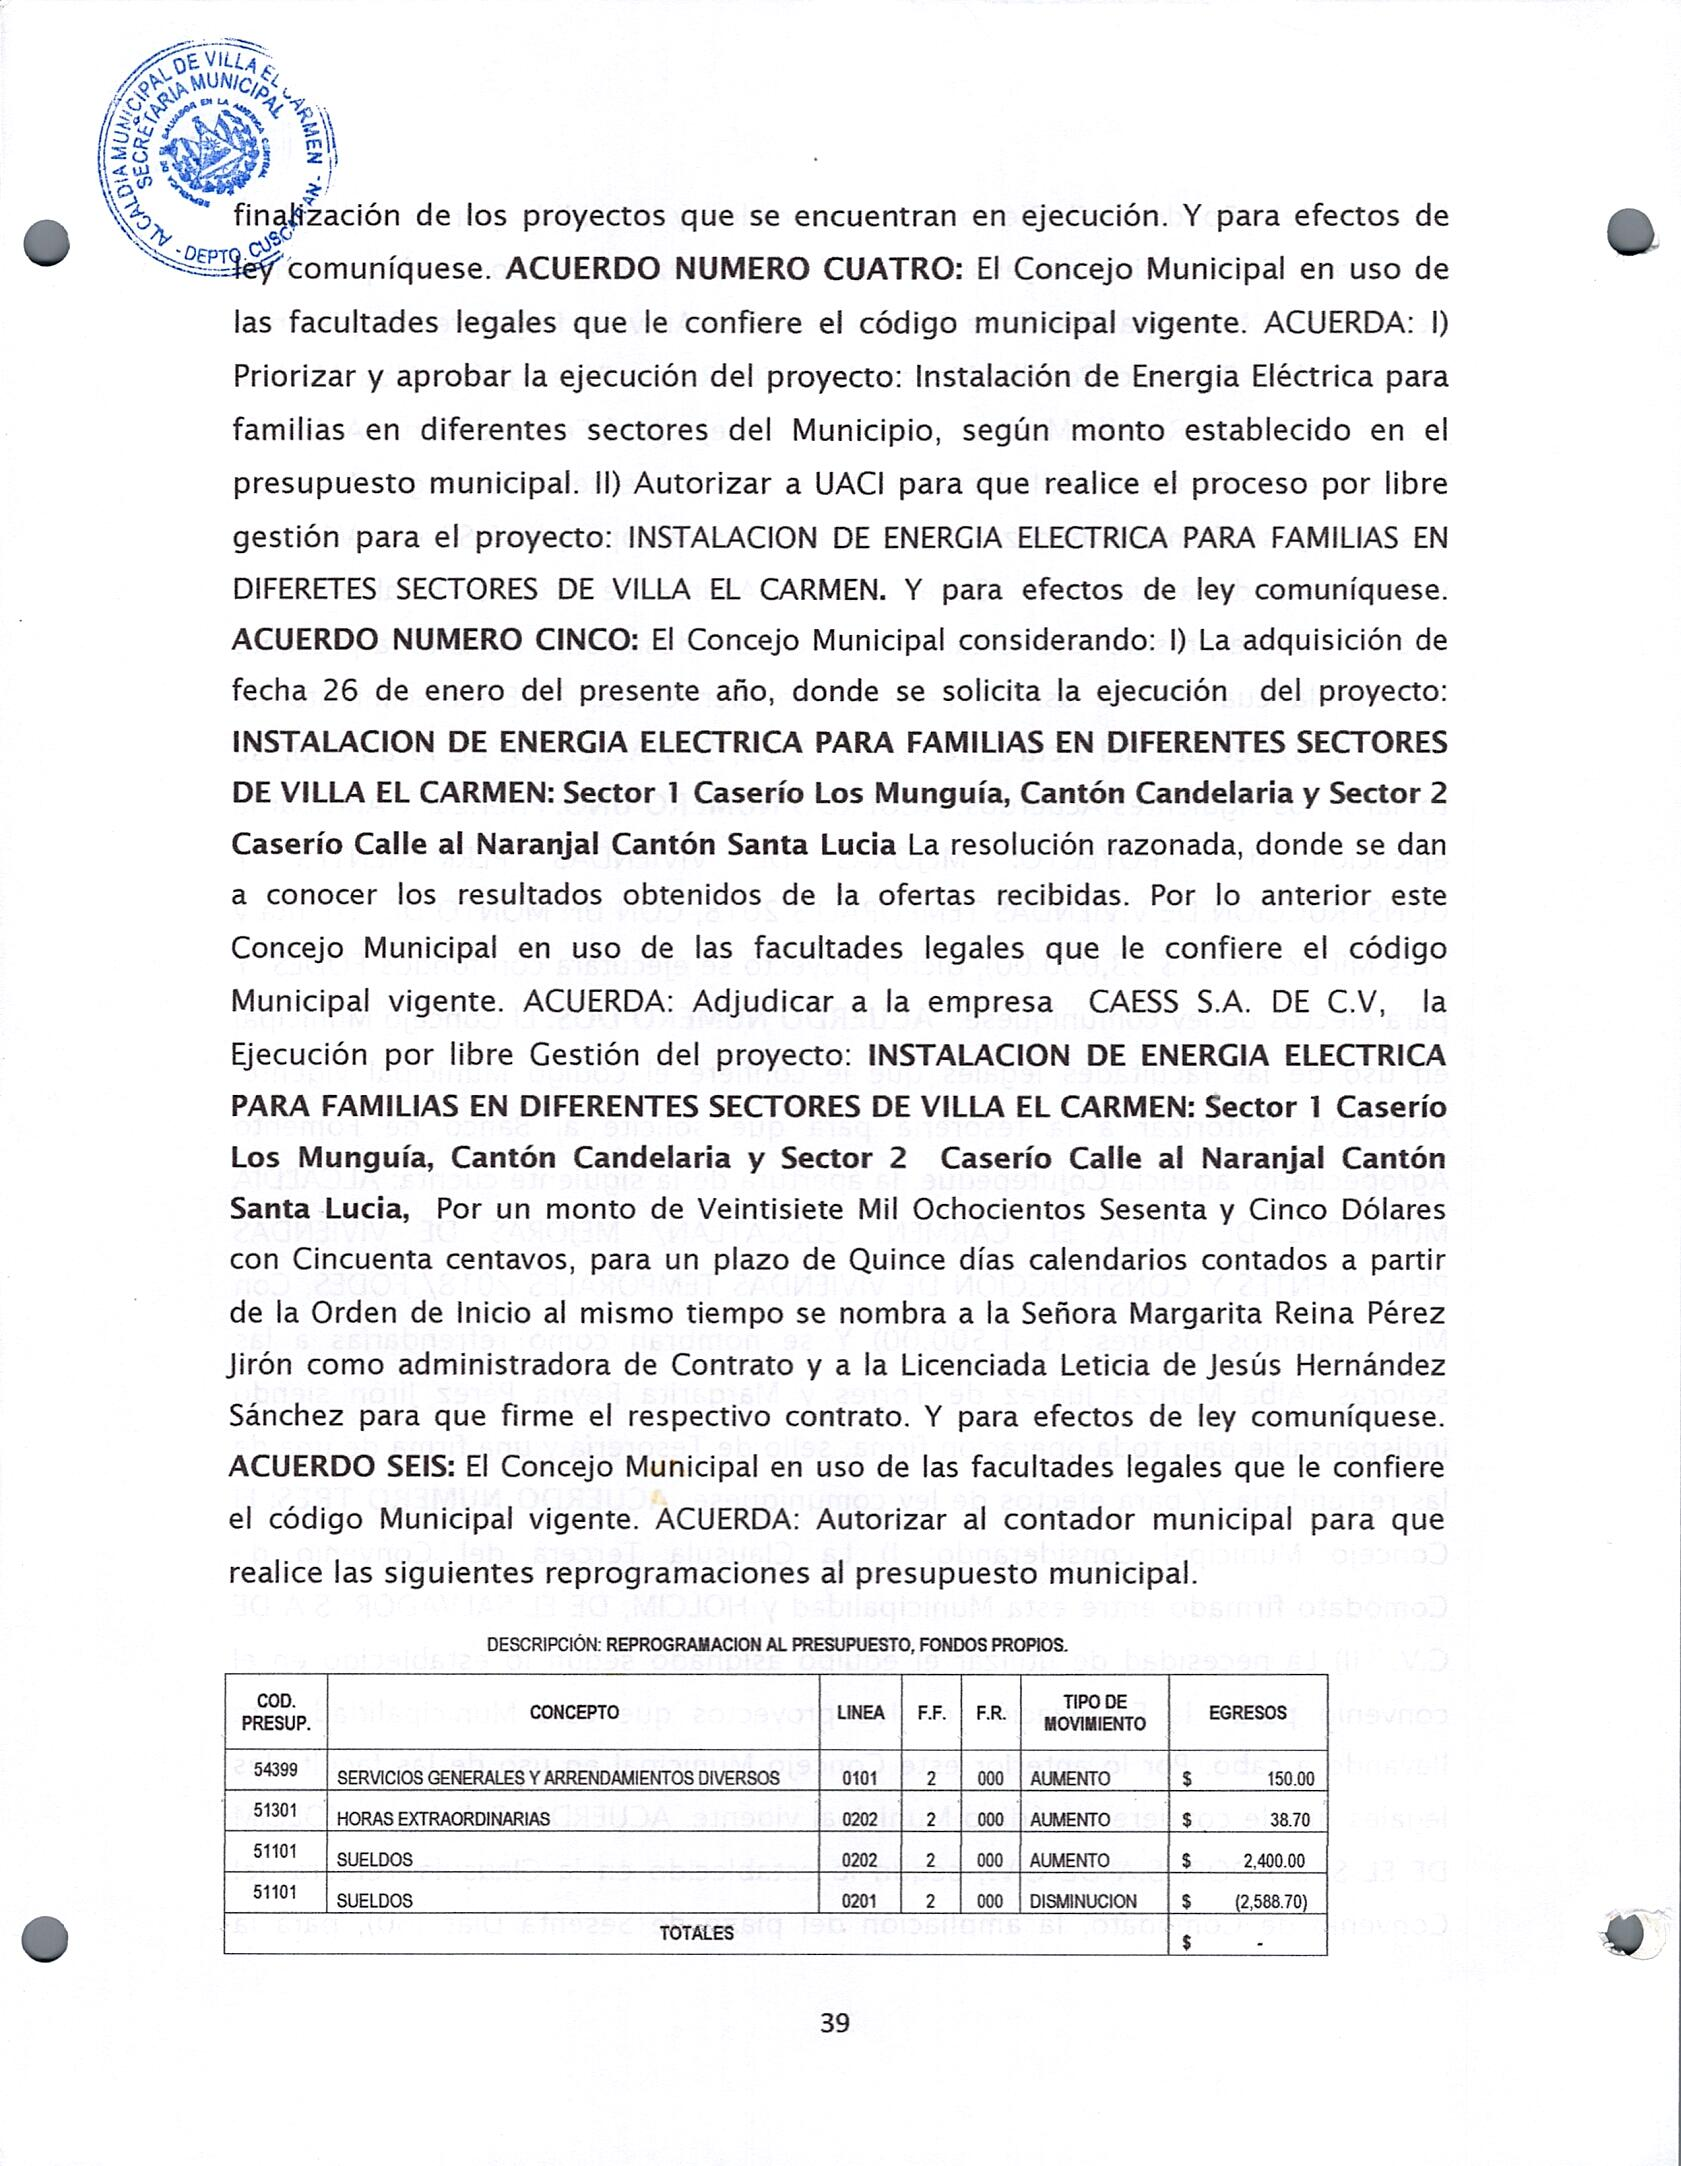 ALCALDIA MUNICIPAL DE VILLA EL CARMEN
SECRETARIA MUNICIPAL
REPUBLICA DE EL SALVADOR EN LA AMERICA CENTRAL
- DEPTO. CUSCATLAN -
finalización de los proyectos que se encuentran en ejecución. Y para efectos de
ley comuníquese. ACUERDO NUMERO CUATRO: El Concejo Municipal en uso de
las facultades legales que le confiere el código municipal vigente. ACUERDA: I)
Priorizar y aprobar la ejecución del proyecto: Instalación de Energia Eléctrica para
familias en diferentes sectores del Municipio, según monto establecido en el
presupuesto municipal. II) Autorizar a UACI para que realice el proceso por libre
gestión para el proyecto: INSTALACION DE ENERGIA ELECTRICA PARA FAMILIAS EN
DIFERETES SECTORES DE VILLA EL CARMEN. Y para efectos de ley comuníquese.
ACUERDO NUMERO CINCO: El Concejo Municipal considerando: I) La adquisición de
fecha 26 de enero del presente año, donde se solicita la ejecución del proyecto:
INSTALACION DE ENERGIA ELECTRICA PARA FAMILIAS EN DIFERENTES SECTORES
DE VILLA EL CARMEN: Sector 1 Caserío Los Munguía, Cantón Candelaria y Sector 2
Caserío Calle al Naranjal Cantón Santa Lucia La resolución razonada, donde se dan
a conocer los resultados obtenidos de la ofertas recibidas. Por lo anterior este
Concejo Municipal en uso de las facultades legales que le confiere el código
Municipal vigente. ACUERDA: Adjudicar a la empresa CAESS S.A. DE C.V, la
Ejecución por libre Gestión del proyecto: INSTALACION DE ENERGIA ELECTRICA
PARA FAMILIAS EN DIFERENTES SECTORES DE VILLA EL CARMEN: Sector 1 Caserío
Los Munguía, Cantón Candelaria y Sector 2 Caserío Calle al Naranjal Cantón
Santa Lucia, Por un monto de Veintisiete Mil Ochocientos Sesenta y Cinco Dólares
con Cincuenta centavos, para un plazo de Quince días calendarios contados a partir
de la Orden de Inicio al mismo tiempo se nombra a la Señora Margarita Reina Pérez
Jirón como administradora de Contrato y a la Licenciada Leticia de Jesús Hernández
Sánchez para que firme el respectivo contrato. Y para efectos de ley comuníquese.
ACUERDO SEIS: El Concejo Municipal en uso de las facultades legales que le confiere
el código Municipal vigente. ACUERDA: Autorizar al contador municipal para que
realice las siguientes reprogramaciones al presupuesto municipal.
DESCRIPCIÓN: REPROGRAMACION AL PRESUPUESTO, FONDOS PROPIOS.
COD. PRESUP. CONCEPTO LINEA F.F. F.R. TIPO DE MOVIMIENTO EGRESOS
54399 SERVICIOS GENERALES Y ARRENDAMIENTOS DIVERSOS 0101 2 000 AUMENTO $ 150.00
51301 HORAS EXTRAORDINARIAS 0202 2 000 AUMENTO $ 38.70
51101 SUELDOS 0202 2 000 AUMENTO $ 2,400.00
51101 SUELDOS 0201 2 000 DISMINUCION $ (2,588.70)
TOTALES $ -
39